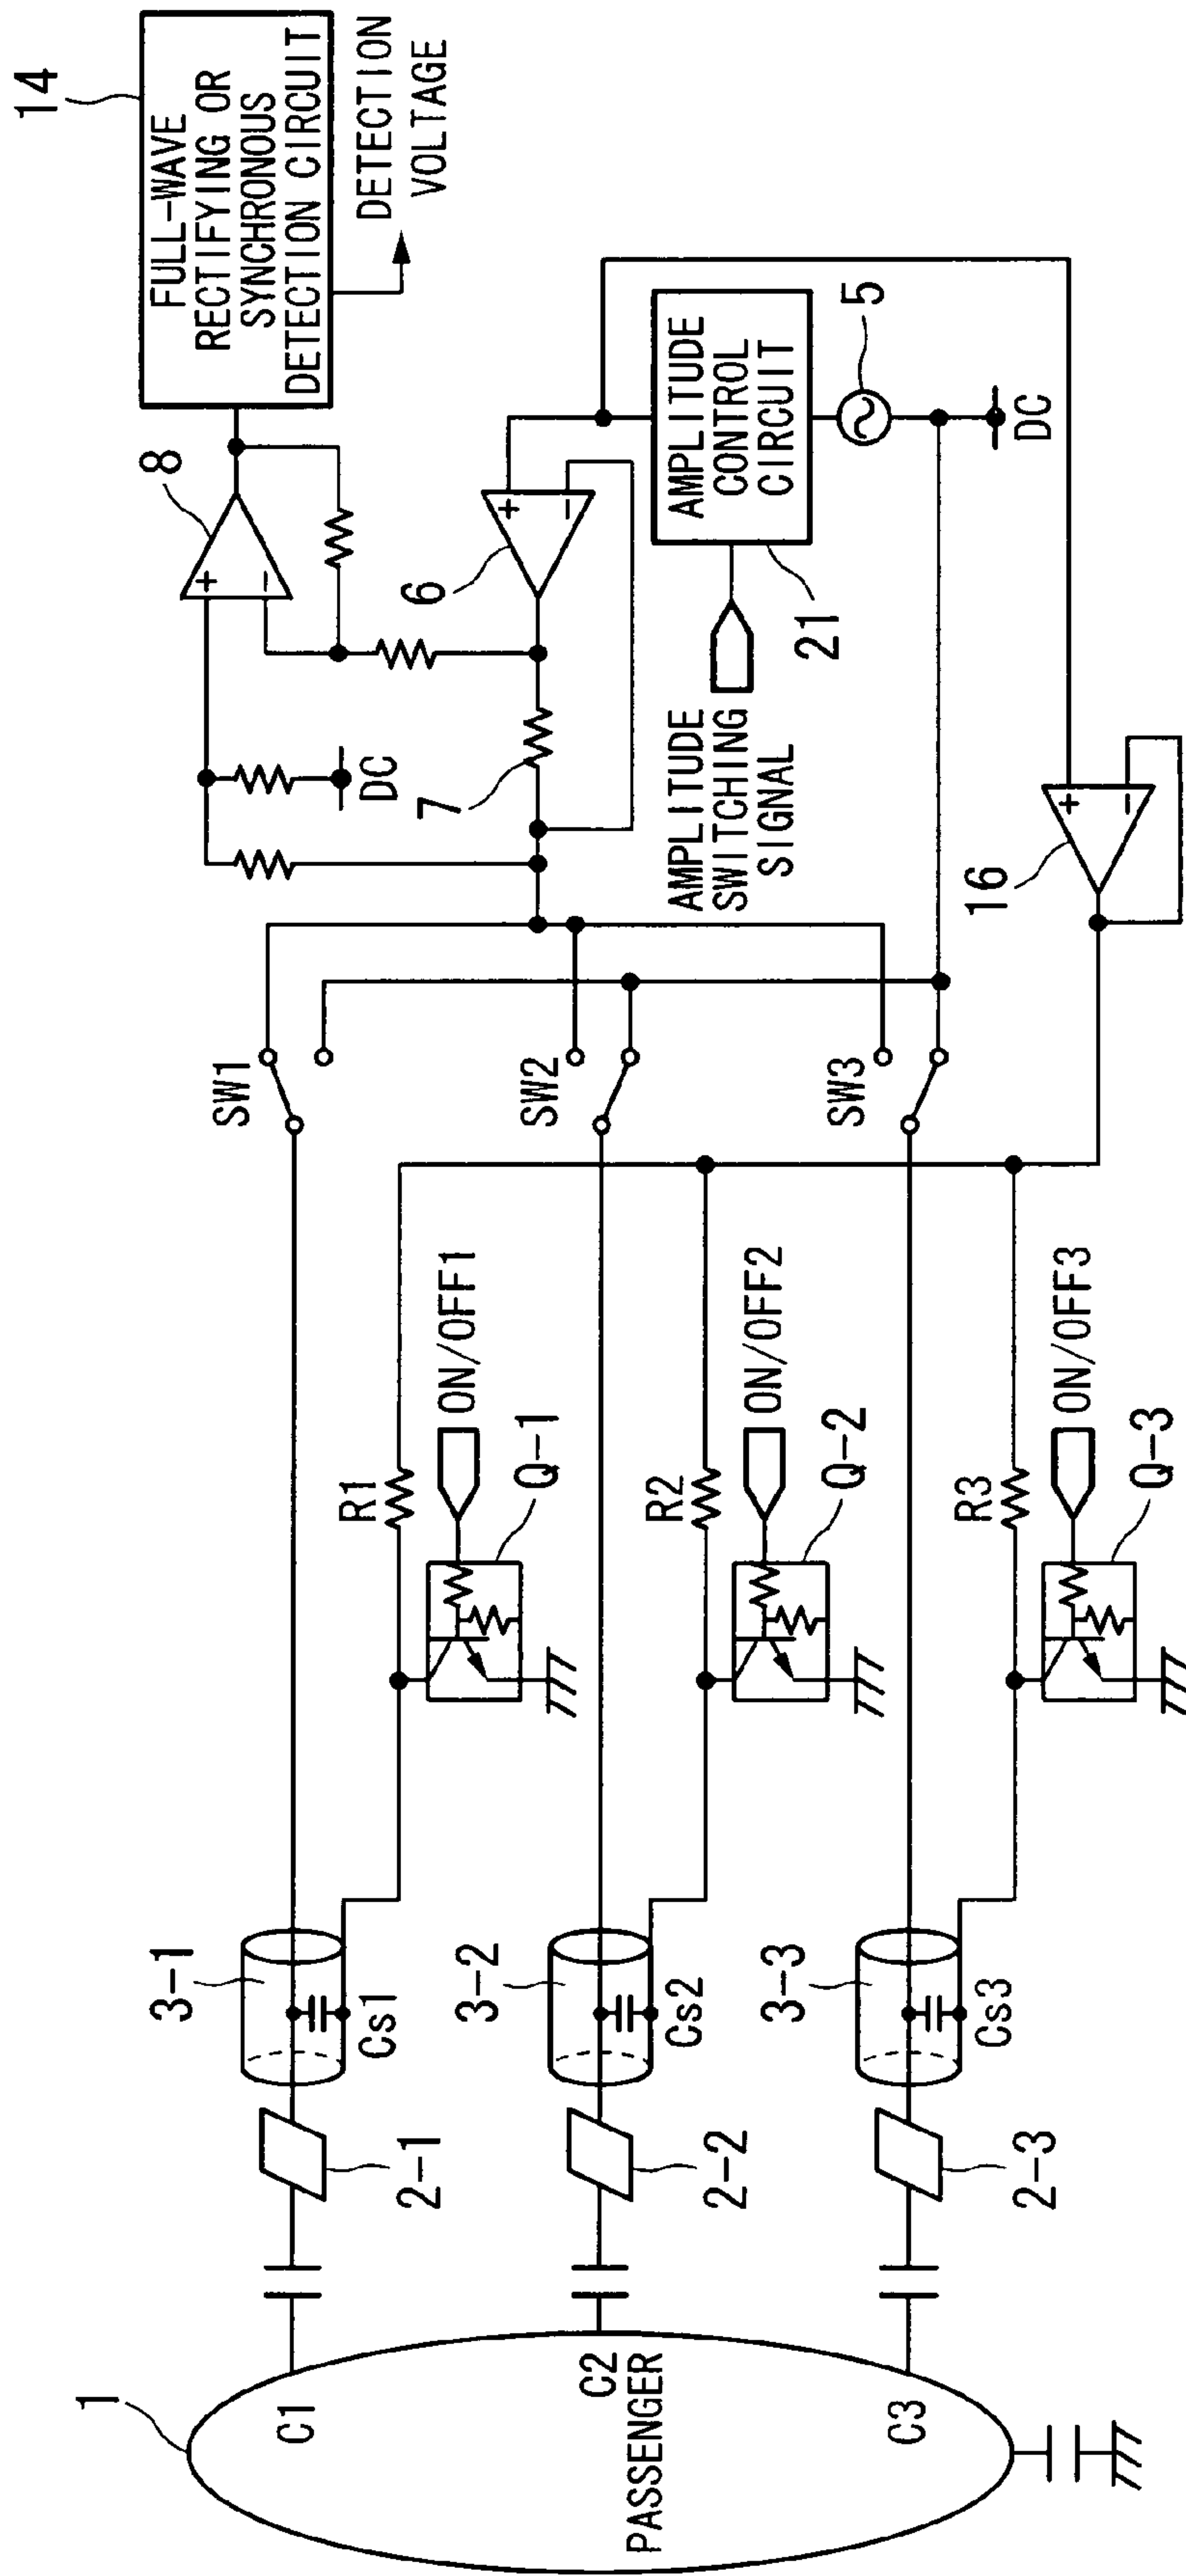 1
C1
C2
PASSENGER
C3
2-1
2-2
2-3
3-1
Cs1
3-2
Cs2
3-3
Cs3
R1
ON/OFF1
Q-1
R2
ON/OFF2
Q-2
R3
ON/OFF3
Q-3
SW1
SW2
SW3
7
DC
+
-
8
FULL-WAVE
RECTIFYING OR
SYNCHRONOUS
DETECTION CIRCUIT
14
DETECTION
VOLTAGE
+
-
6
AMPLITUDE
SWITCHING
SIGNAL
AMPLITUDE
CONTROL
CIRCUIT
21
5
DC
+
-
16